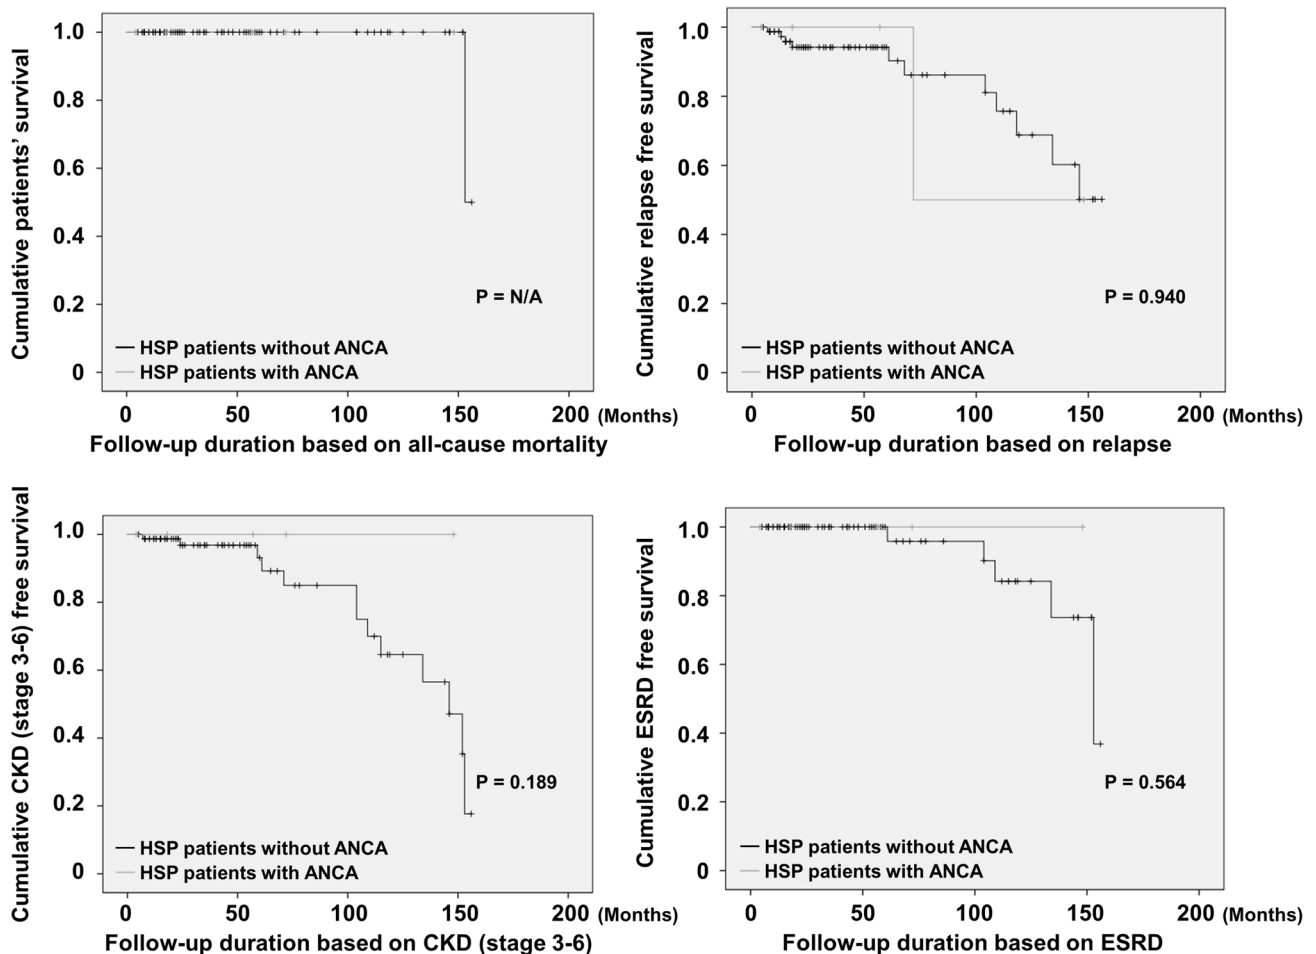 Cumulative patients' survival
1.0
0.8
0.6
0.4
0.2
0
P = N/A
HSP patients without ANCA
HSP patients with ANCA
0 50 100 150 200 (Months)
Follow-up duration based on all-cause mortality
Cumulative relapse free survival
1.0
0.8
0.6
0.4
0.2
0
P = 0.940
HSP patients without ANCA
HSP patients with ANCA
0 50 100 150 200 (Months)
Follow-up duration based on relapse
Cumulative CKD (stage 3-6) free survival
1.0
0.8
0.6
0.4
0.2
0
P = 0.189
HSP patients without ANCA
HSP patients with ANCA
0 50 100 150 200 (Months)
Follow-up duration based on CKD (stage 3-6)
Cumulative ESRD free survival
1.0
0.8
0.6
0.4
0.2
0
P = 0.564
HSP patients without ANCA
HSP patients with ANCA
0 50 100 150 200 (Months)
Follow-up duration based on ESRD